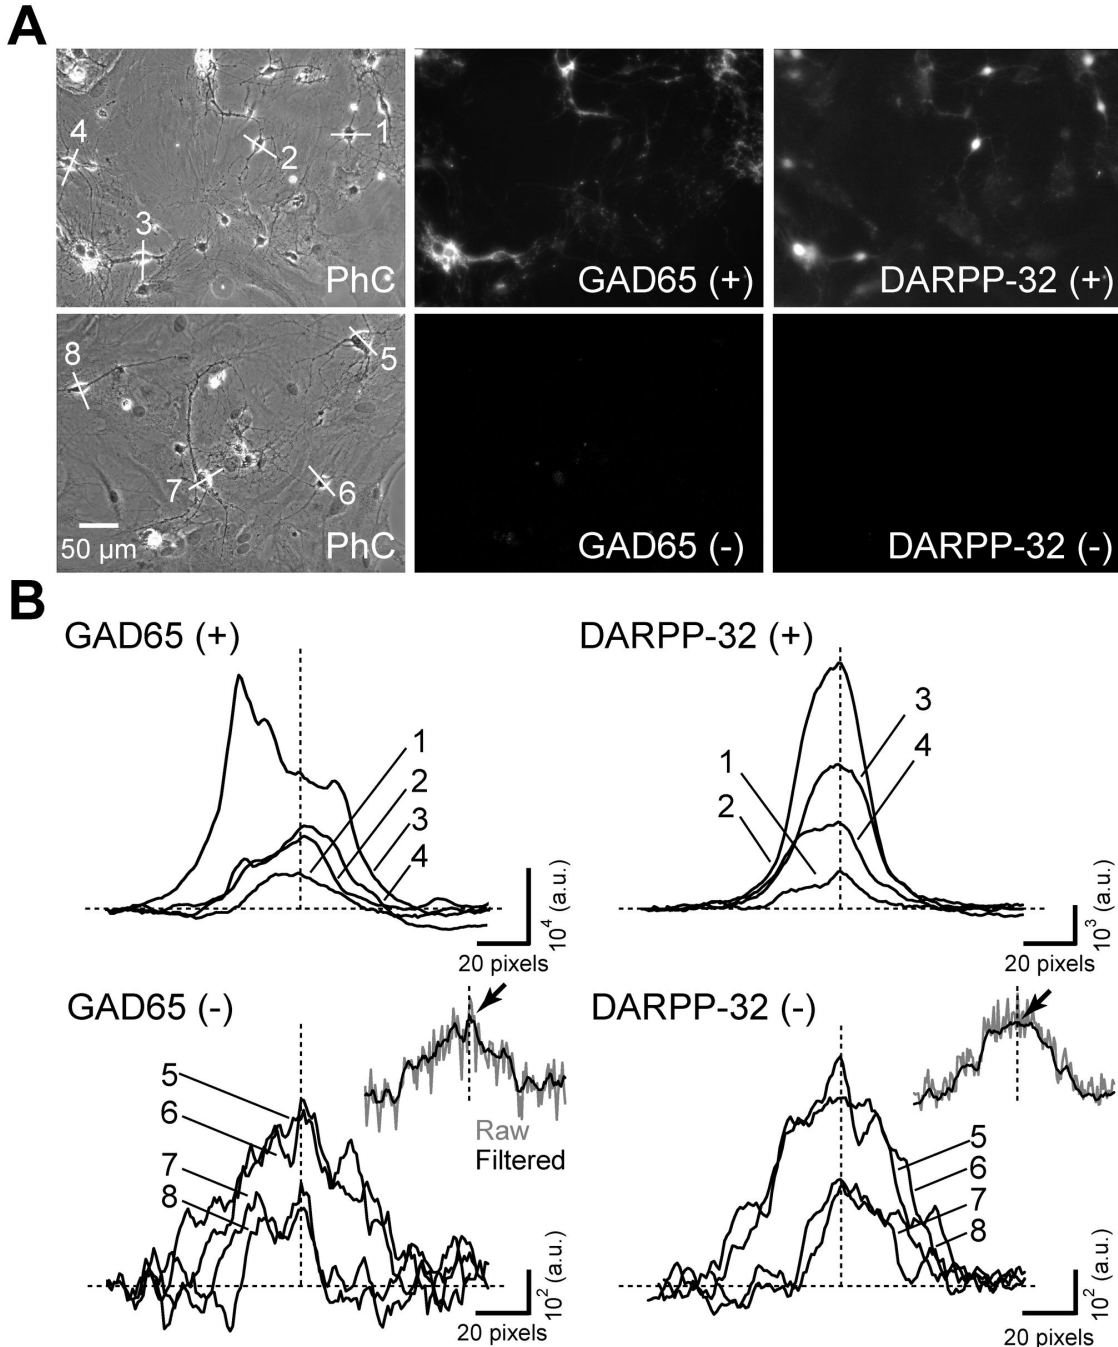 A
4
1
2
3
PhC
GAD65 (+)
DARPP-32 (+)
8
5
7
6
50 µm
PhC
GAD65 (-)
DARPP-32 (-)
B
GAD65 (+)
1
2
3
4
10⁴ (a.u.)
20 pixels
DARPP-32 (+)
3
4
1
2
10³ (a.u.)
20 pixels
GAD65 (-)
5
6
7
8
Raw
Filtered
10² (a.u.)
20 pixels
DARPP-32 (-)
5
6
7
8
10² (a.u.)
20 pixels